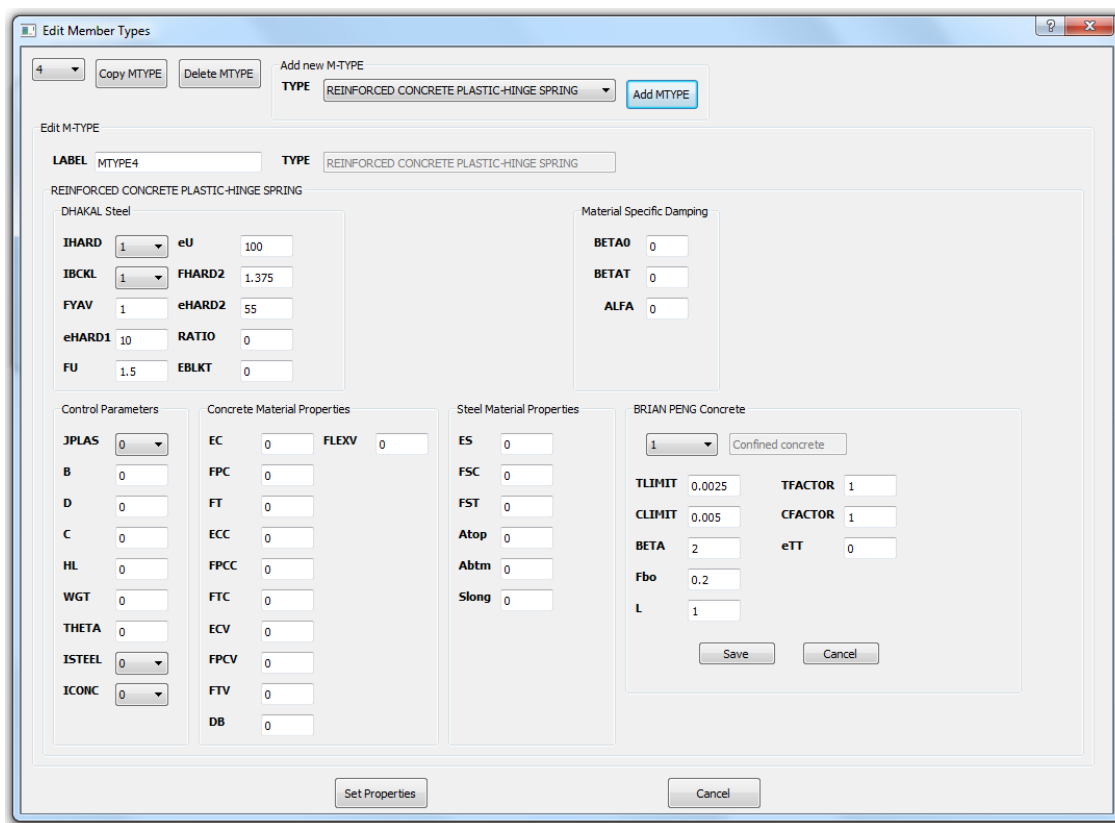 Edit Member Types
4 Copy MTYPE Delete MTYPE
Add new M-TYPE
TYPE REINFORCED CONCRETE PLASTIC-HINGE SPRING Add MTYPE
Edit M-TYPE
LABEL MTYPE4 TYPE REINFORCED CONCRETE PLASTIC-HINGE SPRING
REINFORCED CONCRETE PLASTIC-HINGE SPRING
DHAKAL Steel
IHARD 1 eU 100
IBCKL 1 FHARD2 1.375
FYAV 1 eHARD2 55
eHARD1 10 RATIO 0
FU 1.5 EBLKT 0
Material Specific Damping
BETA0 0
BETAT 0
ALFA 0
Control Parameters
JPLAS 0
B 0
D 0
C 0
HL 0
WGT 0
THETA 0
ISTEEL 0
ICONC 0
Concrete Material Properties
EC 0 FLEXV 0
FPC 0
FT 0
ECC 0
FPCC 0
FTC 0
ECV 0
FPCV 0
FTV 0
DB 0
Steel Material Properties
ES 0
FSC 0
FST 0
Atop 0
Abtm 0
Slong 0
BRIAN PENG Concrete
1 Confined concrete
TLIMIT 0.0025 TFACTOR 1
CLIMIT 0.005 CFACTOR 1
BETA 2 eTT 0
Fbo 0.2
L 1
Save Cancel
Set Properties Cancel